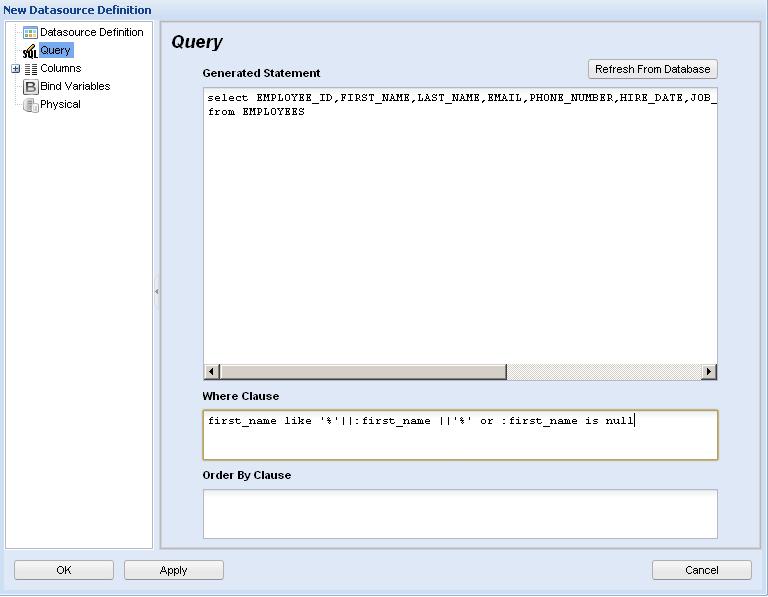 New Datasource Definition
Datasource Definition
SQL Query
Columns
B Bind Variables
Physical
Query
Generated Statement
Refresh From Database
select EMPLOYEE_ID,FIRST_NAME,LAST_NAME,EMAIL,PHONE_NUMBER,HIRE_DATE,JOB_
from EMPLOYEES
Where Clause
first_name like '%'||:first_name ||'%' or :first_name is null
Order By Clause
OK Apply Cancel